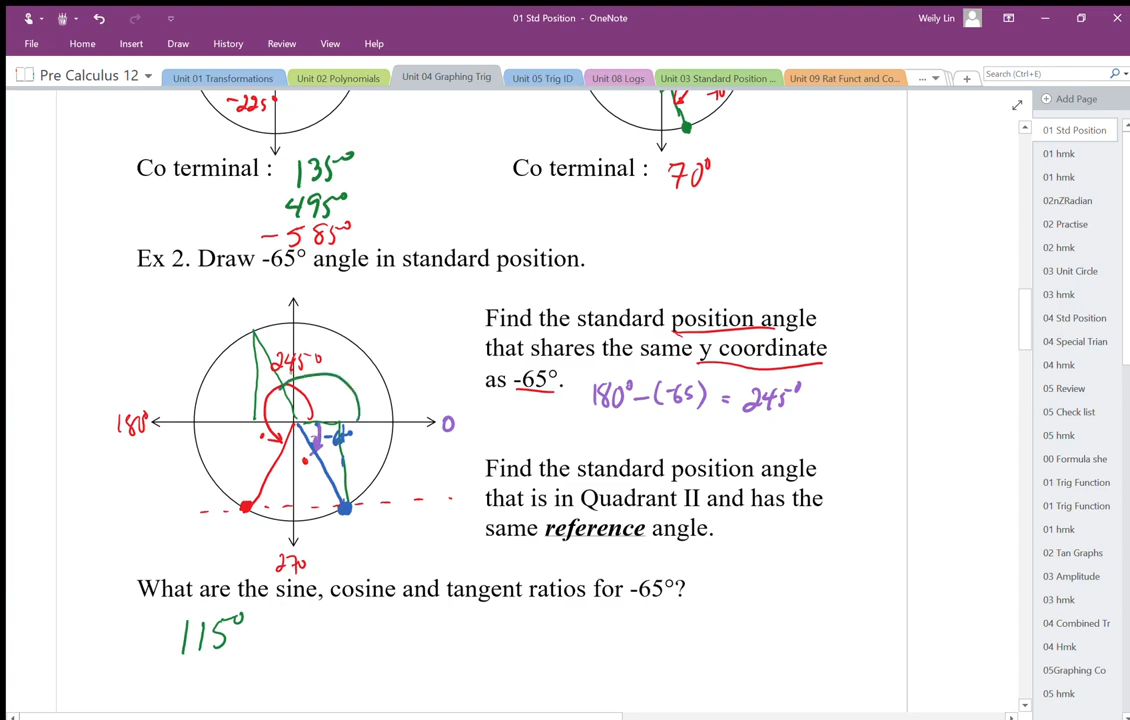 01 Std Position - OneNote
Weily Lin
File Home Insert Draw History Review View Help
Pre Calculus 12
Unit 01 Transformations
Unit 02 Polynomials
Unit 04 Graphing Trig
Unit 05 Trig ID
Unit 08 Logs
Unit 03 Standard Position ...
Unit 09 Rat Funct and Co...
...
Search (Ctrl+E)
Add Page
01 Std Position
01 hmk
01 hmk
02nZRadian
02 Practise
02 hmk
03 Unit Circle
03 hmk
04 Std Position
04 Special Trian
04 hmk
05 Review
05 Check list
05 hmk
00 Formula she
01 Trig Function
01 Trig Function
01 hmk
02 Tan Graphs
03 Amplitude
03 hmk
04 Combined Tr
04 Hmk
05Graphing Co
05 hmk
-225°
Co terminal : 135°
495°
-585°
Co terminal : 70°
Ex 2. Draw -65° angle in standard position.
245°
180°
0
-65°
270
Find the standard position angle
that shares the same y coordinate
as -65°. 180° - (-65) = 245°
Find the standard position angle
that is in Quadrant II and has the
same reference angle.
What are the sine, cosine and tangent ratios for -65°?
115°